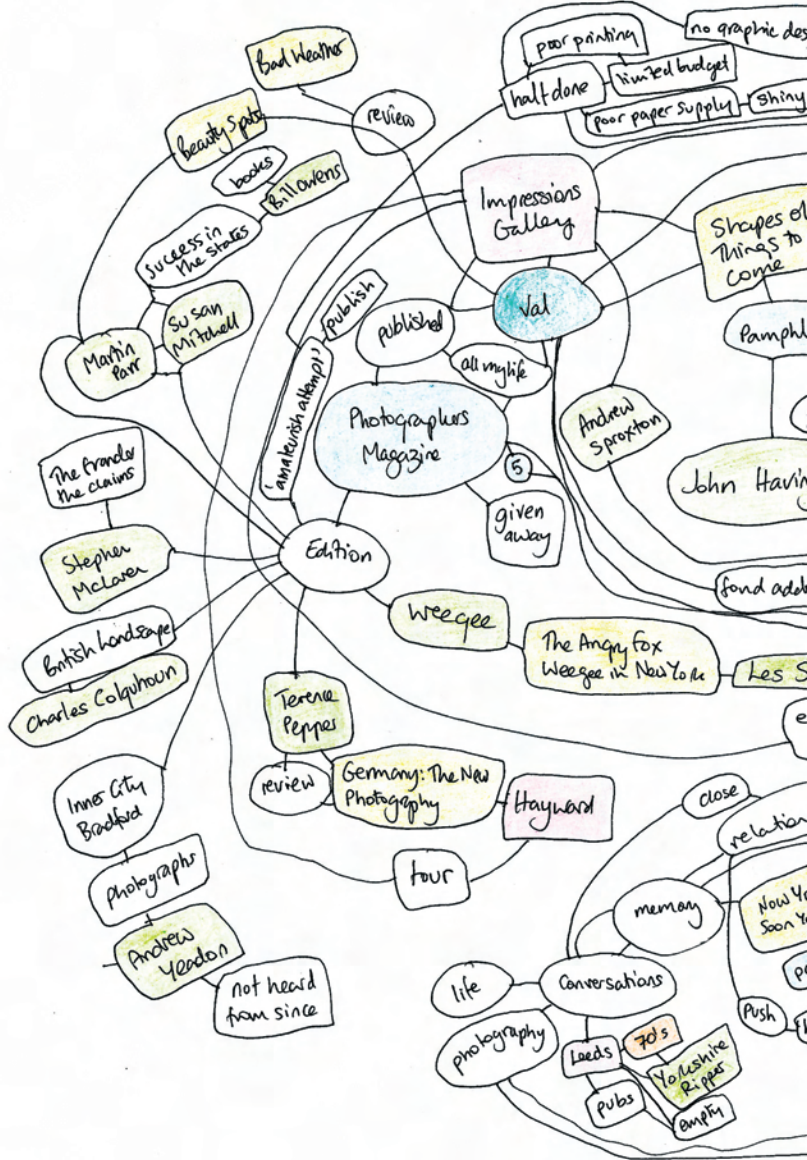 no graphic des
poor printing
limited budget
half done
poor paper supply
shiny
Bad Weather
review
Beauty spots
books
Bill Owens
success in
the States
Susan
Mitchell
Martin
Parr
Impressions
Gallery
Val
Shapes of
Things to
come
Pamphl
publish
published
'amateurish attempt'
all my life
Photographers
Magazine
5
given
away
Andrew
Sproxton
John Havin
The Frander
the claims
Stephen
McLaren
Edition
found add
British Landscape
Charles Colquhoun
Weegee
The Angry Fox
Weegee in New York
Les S
e
Terence
Pepper
review
Germany: The New
Photography
Hayward
tour
Inner City
Bradford
photographs
Andrew
Yeadon
not heard
from since
close
relation
memory
Now Yo
Soon Yo
life
Conversations
photography
Push
Leeds
70's
Yorkshire
Ripper
pubs
empty